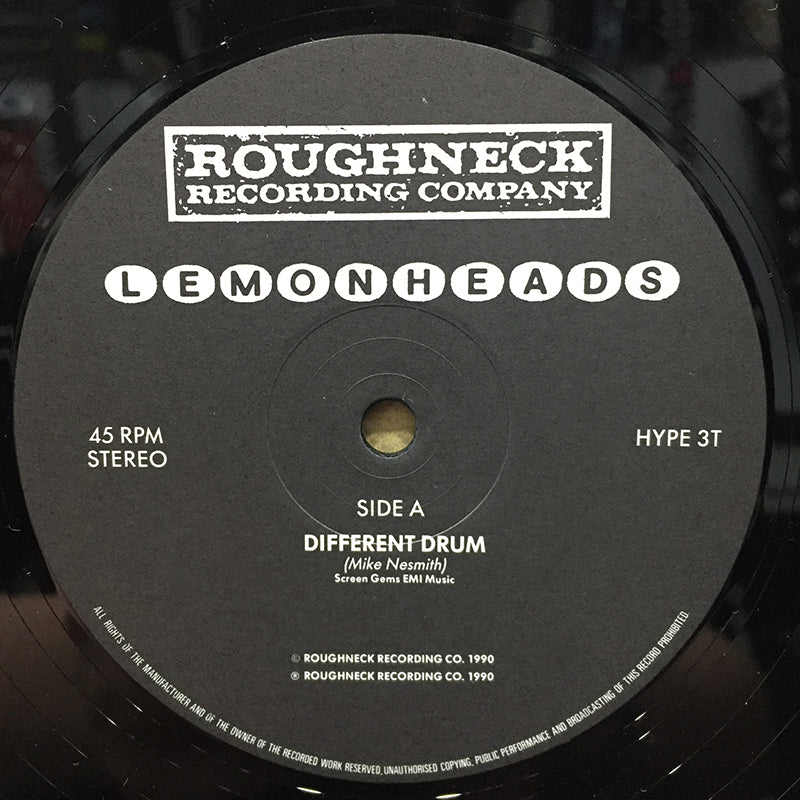 ROUGHNECK
RECORDING COMPANY
LEMONHEADS
45 RPM
STEREO
HYPE 3T
SIDE A
DIFFERENT DRUM
(Mike Nesmith)
Screen Gems EMI Music
© ROUGHNECK RECORDING CO. 1990
® ROUGHNECK RECORDING CO. 1990
ALL RIGHTS OF THE MANUFACTURER AND OF THE OWNER OF THE RECORDED WORK RESERVED, UNAUTHORISED COPYING, PUBLIC PERFORMANCE AND BROADCASTING OF THIS RECORD PROHIBITED.